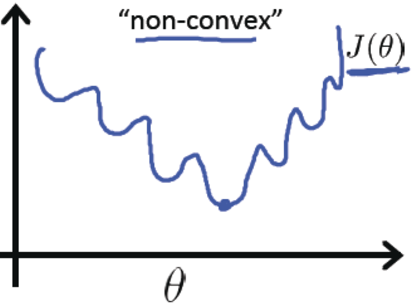 “non-convex”
J(θ)
θ